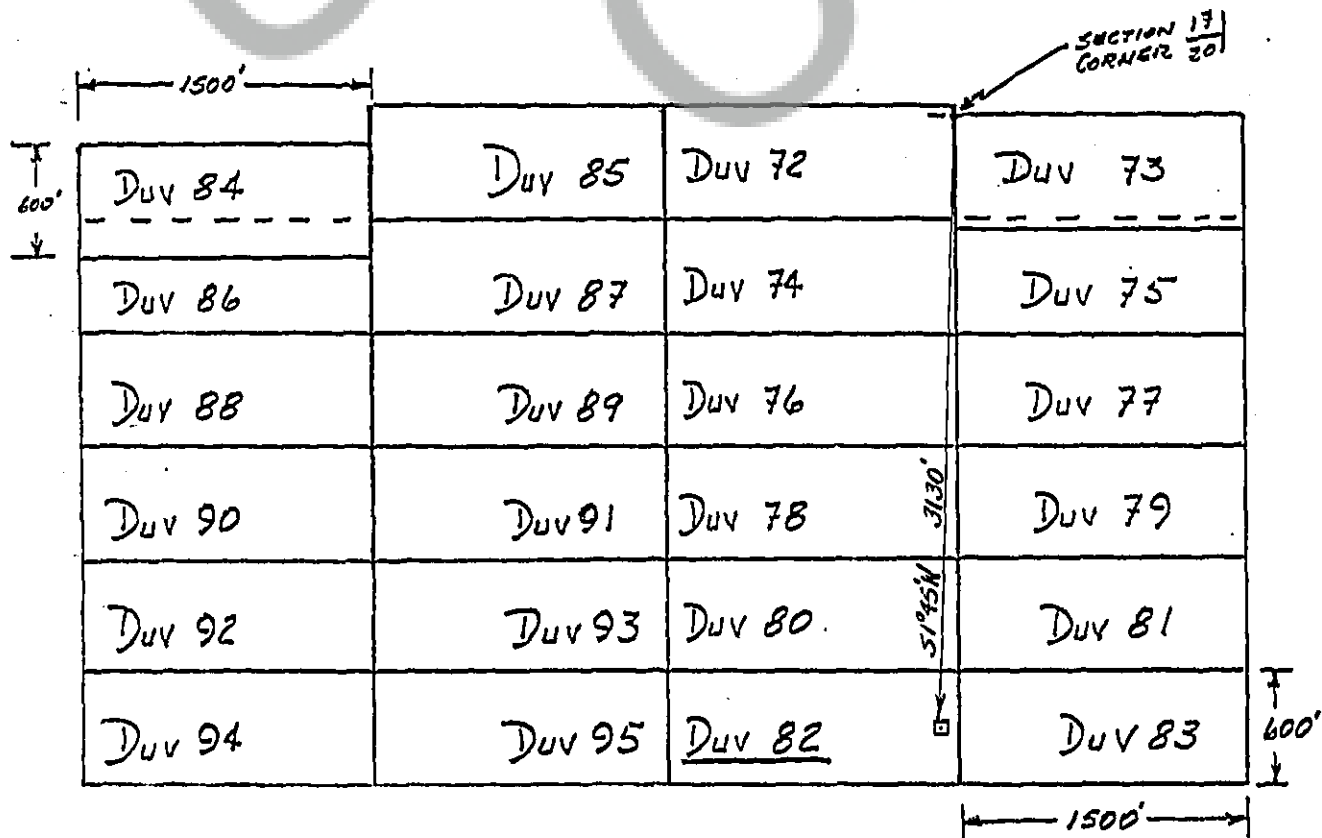 SECTION 17
CORNER 20
1500'
Duv 84
Duv 85
Duv 72
Duv 73
600'
Duv 86
Duv 87
Duv 74
Duv 75
Duv 88
Duv 89
Duv 76
Duv 77
3130'
Duv 90
Duv 91
Duv 78
Duv 79
S1°45'W
Duv 92
Duv 93
Duv 80.
Duv 81
Duv 94
Duv 95
Duv 82
Duv 83
600'
1500'